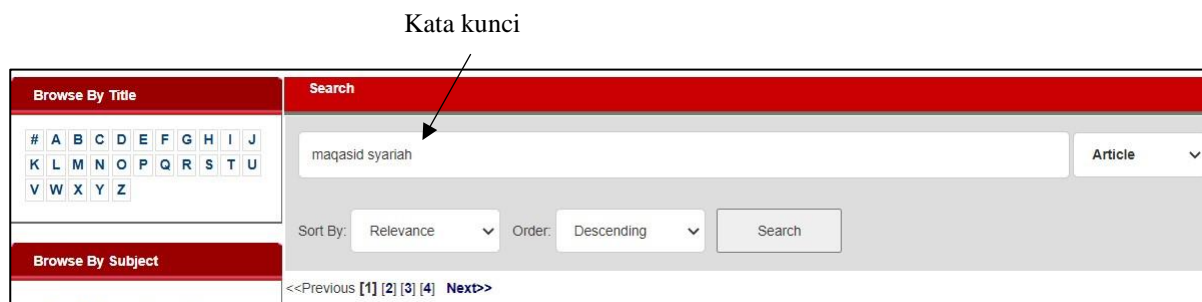 Kata kunci
Browse By Title
# A B C D E F G H I J
K L M N O P Q R S T U
V W X Y Z
Browse By Subject
Search
maqasid syariah Article
Sort By: Relevance Order: Descending Search
<<Previous [1] [2] [3] [4] Next>>